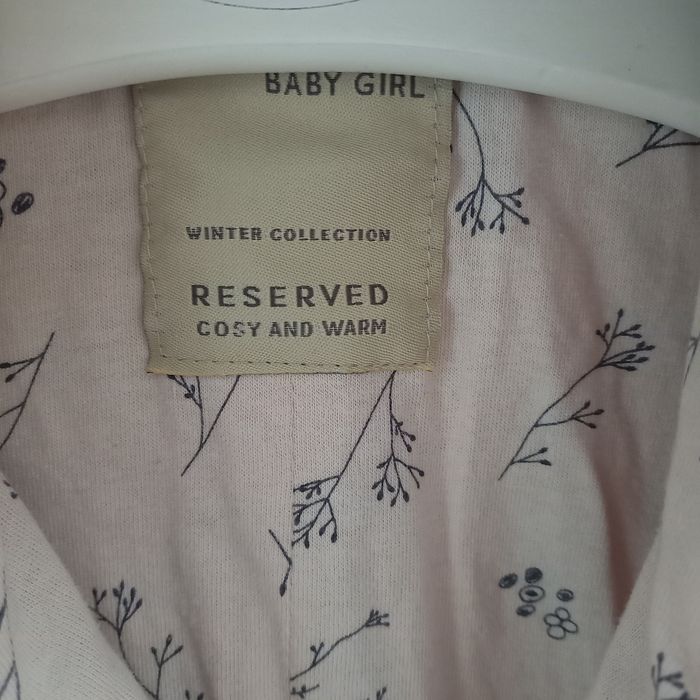 BABY GIRL
WINTER COLLECTION
RESERVED
COSY AND WARM